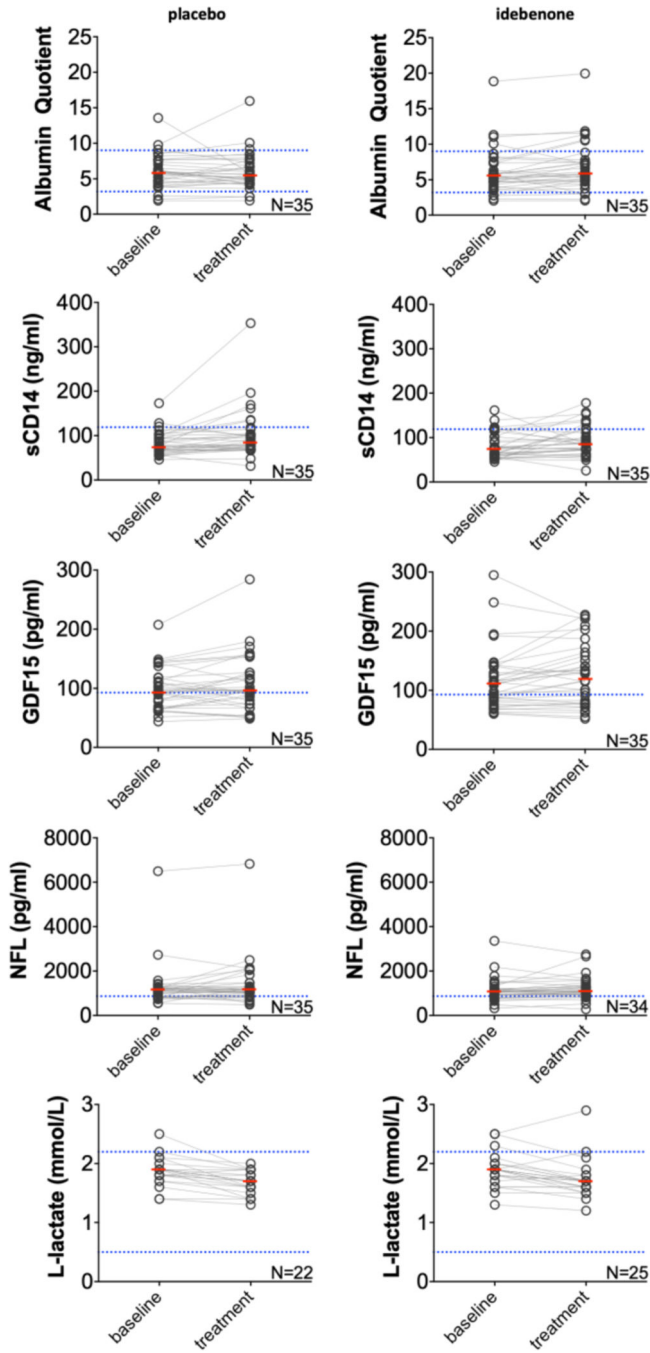 placebo
idebenone
Albumin Quotient
25
20
15
10
5
0
N=35
baseline
treatment
Albumin Quotient
25
20
15
10
5
0
N=35
baseline
treatment
sCD14 (ng/ml)
400
300
200
100
0
N=35
baseline
treatment
sCD14 (ng/ml)
400
300
200
100
0
N=35
baseline
treatment
GDF15 (pg/ml)
300
200
100
0
N=35
baseline
treatment
GDF15 (pg/ml)
300
200
100
0
N=35
baseline
treatment
NFL (pg/ml)
8000
6000
4000
2000
0
N=35
baseline
treatment
NFL (pg/ml)
8000
6000
4000
2000
0
N=34
baseline
treatment
L-lactate (mmol/L)
3
2
1
0
N=22
baseline
treatment
L-lactate (mmol/L)
3
2
1
0
N=25
baseline
treatment